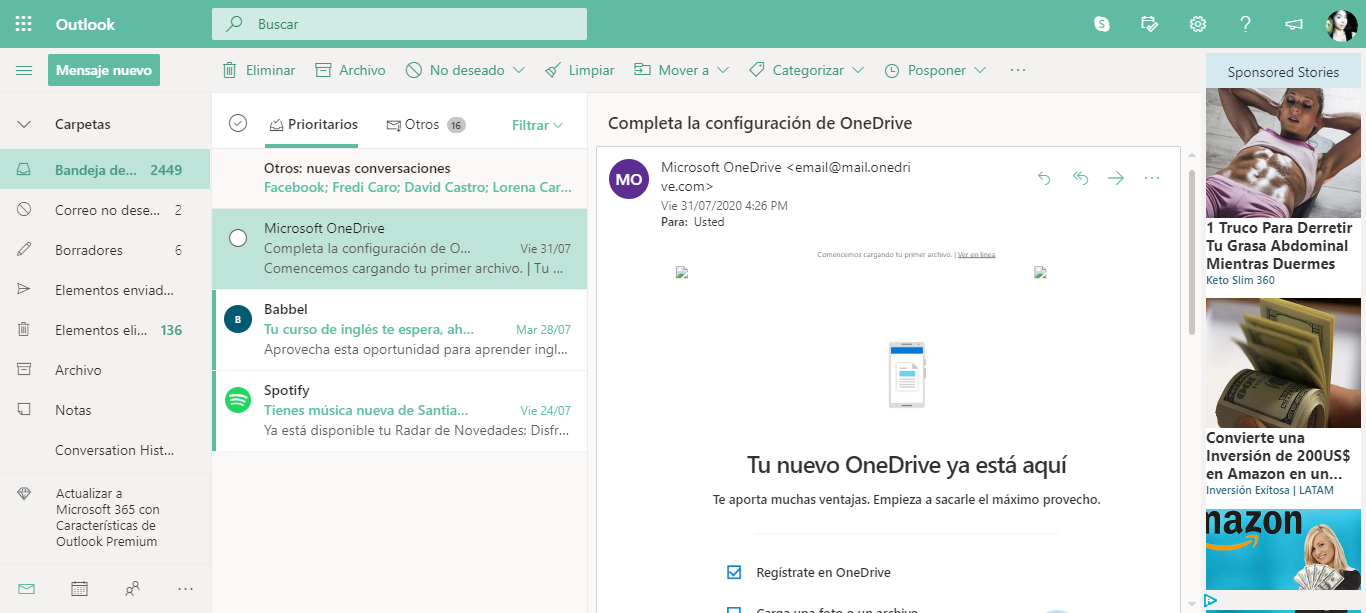 Outlook
Buscar
Mensaje nuevo
Eliminar
Archivo
No deseado
Limpiar
Mover a
Categorizar
Posponer
Carpetas
Bandeja de... 2449
Correo no dese... 2
Borradores 6
Elementos enviad...
Elementos eli... 136
Archivo
Notas
Conversation Hist...
Actualizar a
Microsoft 365 con
Características de
Outlook Premium
Prioritarios
Otros 16
Filtrar
Otros: nuevas conversaciones
Facebook; Fredi Caro; David Castro; Lorena Car...
Microsoft OneDrive
Completa la configuración de O... Vie 31/07
Comencemos cargando tu primer archivo. | Tu ...
B
Babbel
Tu curso de inglés te espera, ah... Mar 28/07
Aprovecha esta oportunidad para aprender ingl...
Spotify
Tienes música nueva de Santia... Vie 24/07
Ya está disponible tu Radar de Novedades: Disfr...
Completa la configuración de OneDrive
MO
Microsoft OneDrive <email@mail.onedri
ve.com>
Vie 31/07/2020 4:26 PM
Para: Usted
Comencemos cargando tu primer archivo. | Ver en línea
Tu nuevo OneDrive ya está aquí
Te aporta muchas ventajas. Empieza a sacarle el máximo provecho.
Regístrate en OneDrive
Carga una foto o un archivo
Sponsored Stories
1 Truco Para Derretir
Tu Grasa Abdominal
Mientras Duermes
Keto Slim 360
Convierte una
Inversión de 200US$
en Amazon en un...
Inversión Exitosa | LATAM
amazon